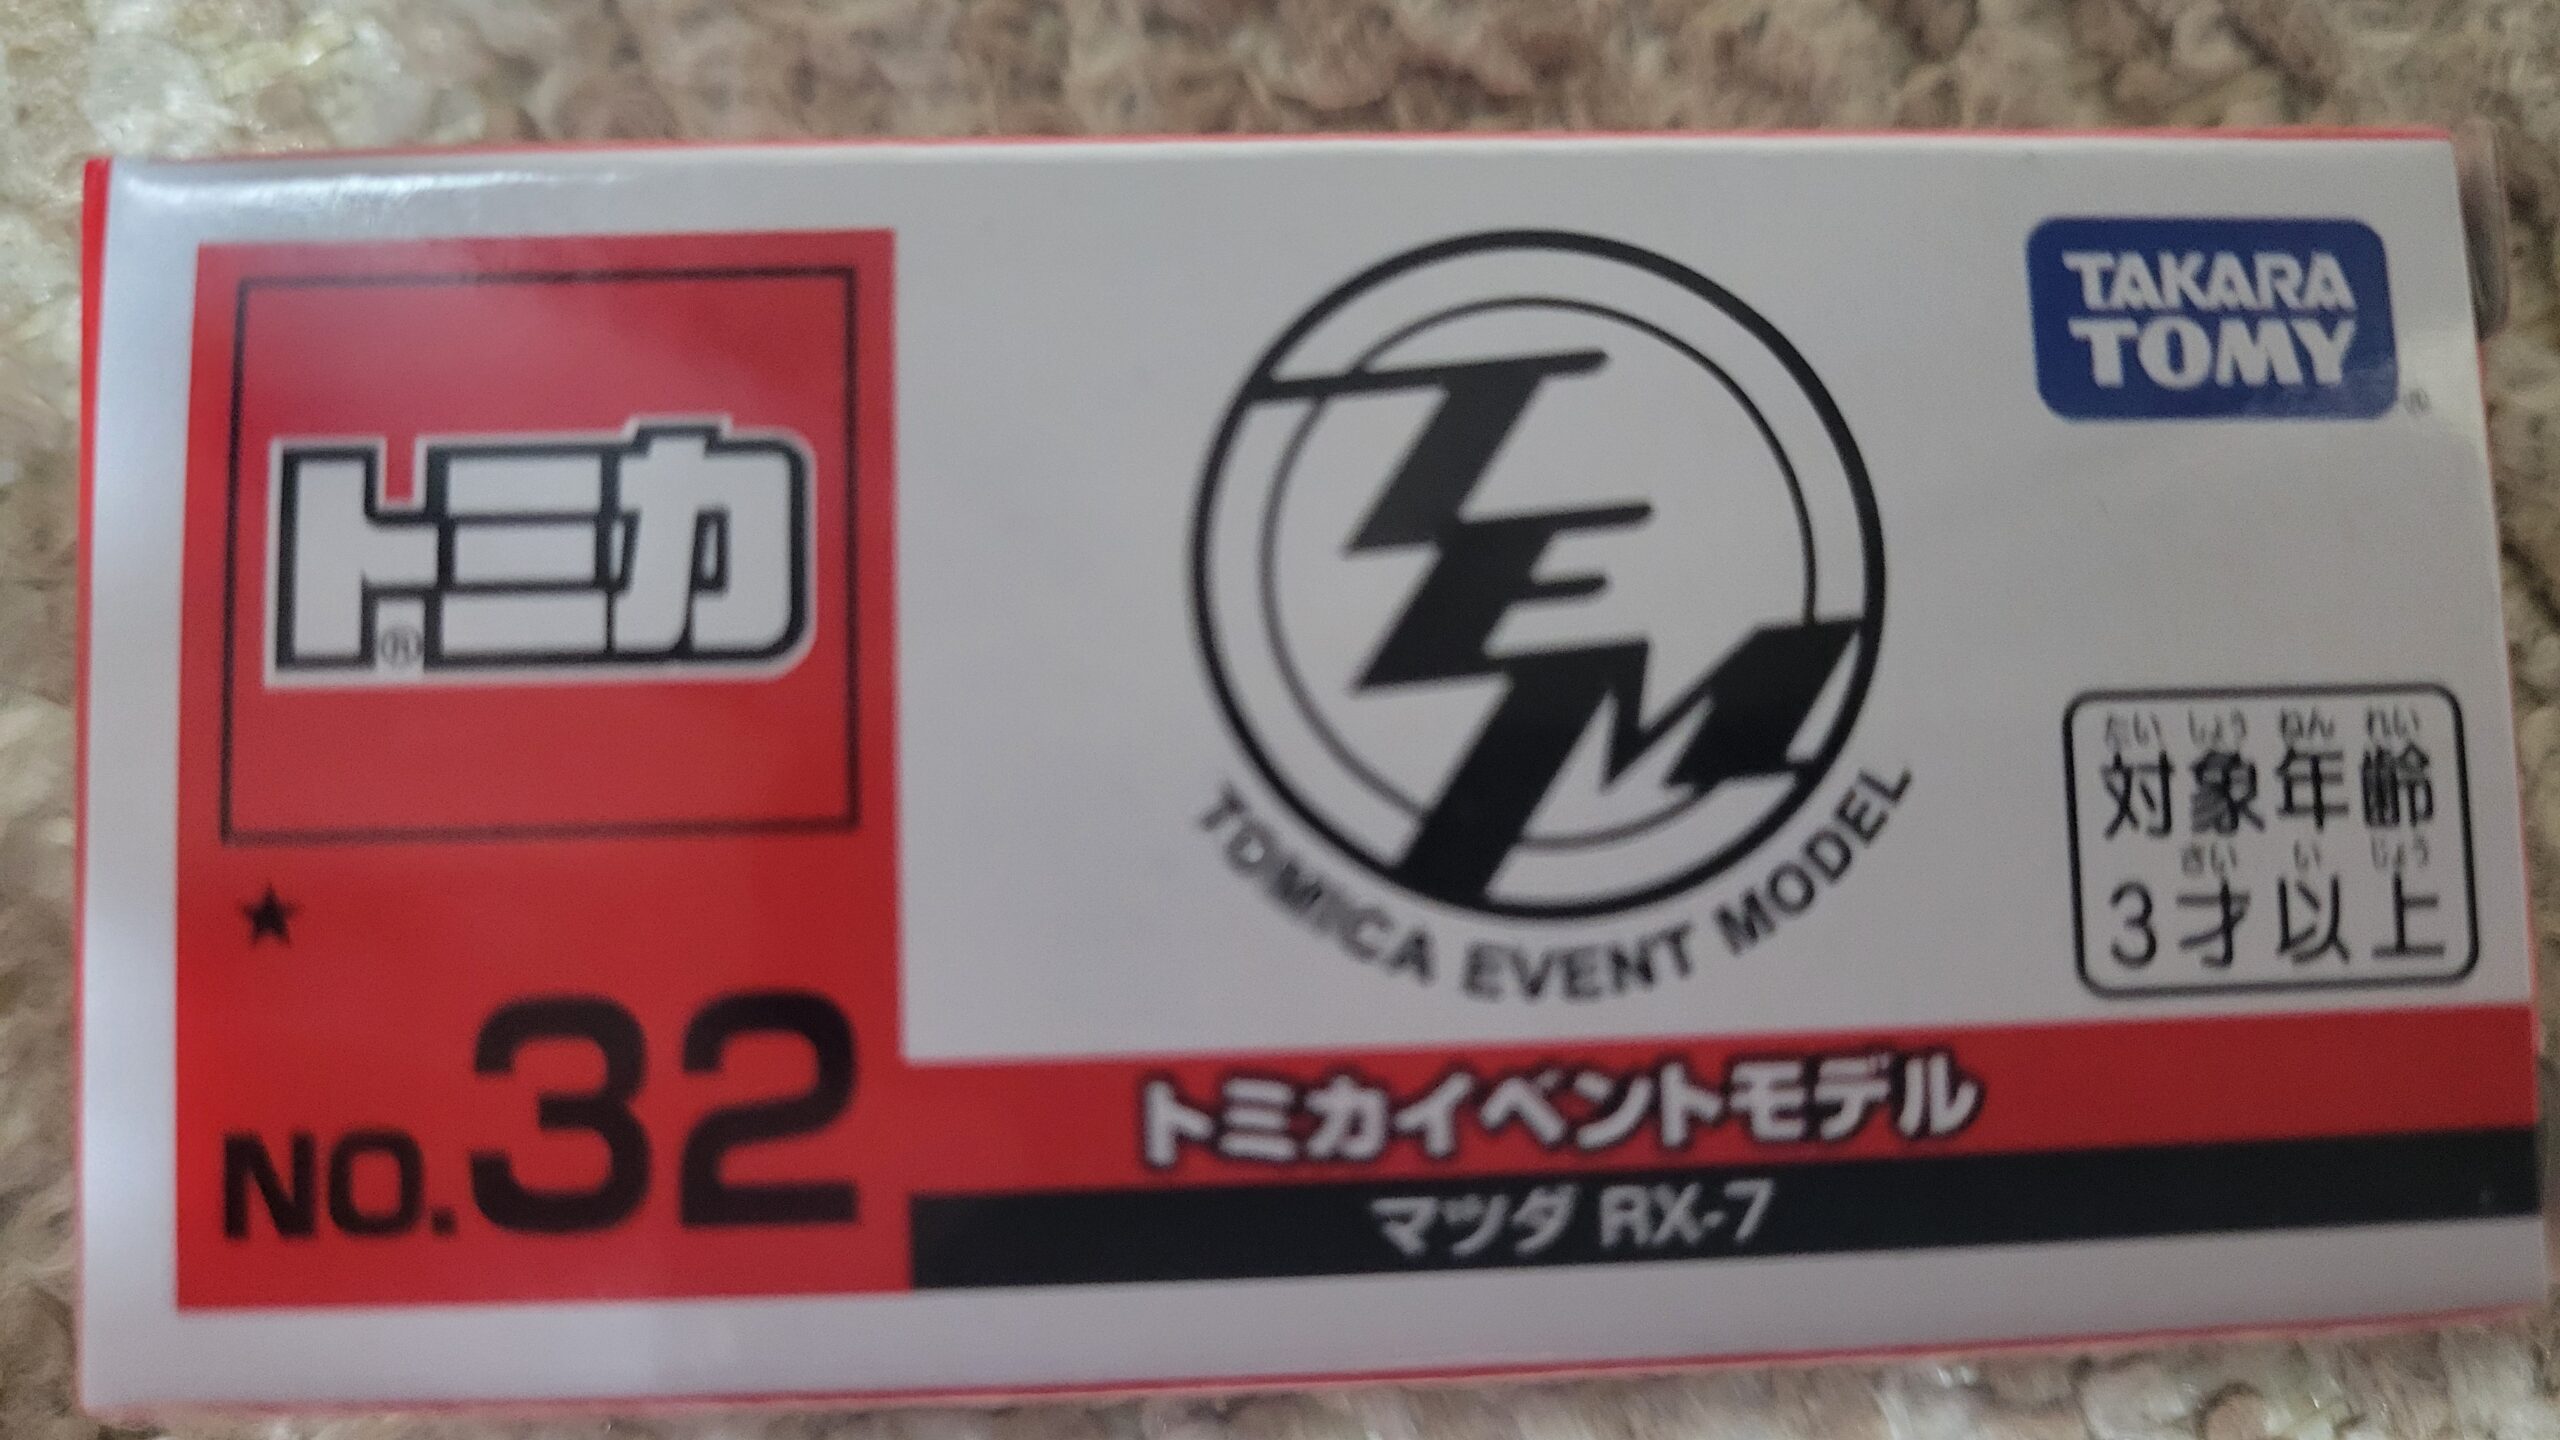 トミカ®
★
NO.32
TEM
TOMICA EVENT MODEL
TAKARA
TOMY®
たいしょうねんれい
対象年齢
さいいじょう
3才以上
トミカイベントモデル
マツダ RX-7